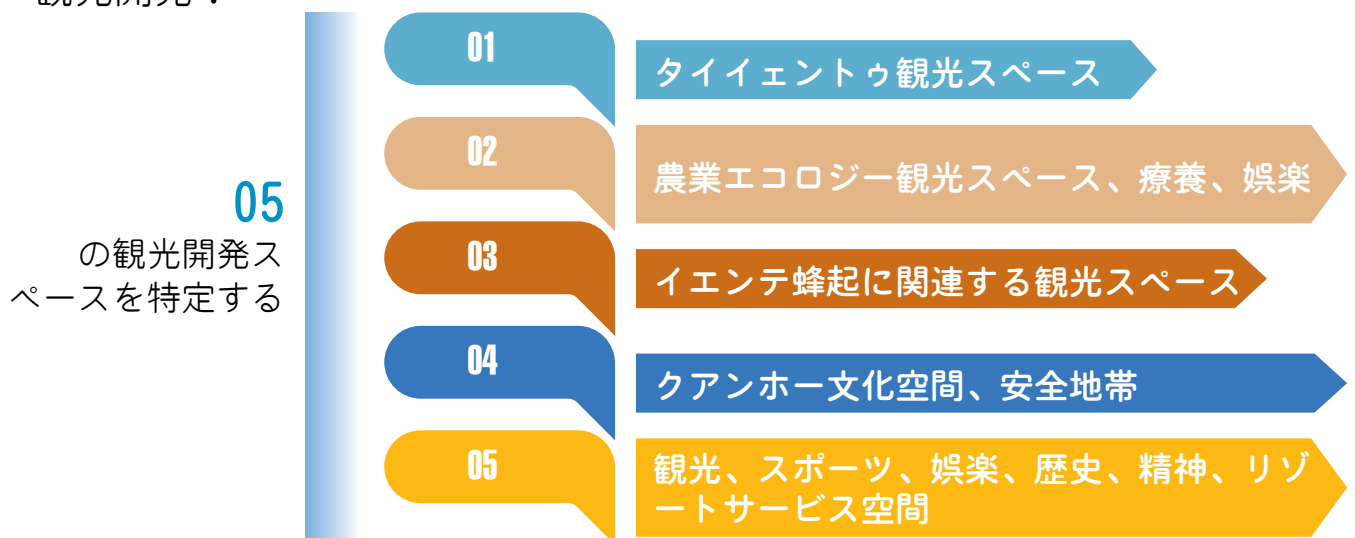 観光開発：
05
の観光開発ス
ペースを特定する
01
タイイェントゥ観光スペース
02
農業エコロジー観光スペース、療養、娯楽
03
イエンテ蜂起に関連する観光スペース
04
クアンホー文化空間、安全地帯
05
観光、スポーツ、娯楽、歴史、精神、リゾ
ートサービス空間